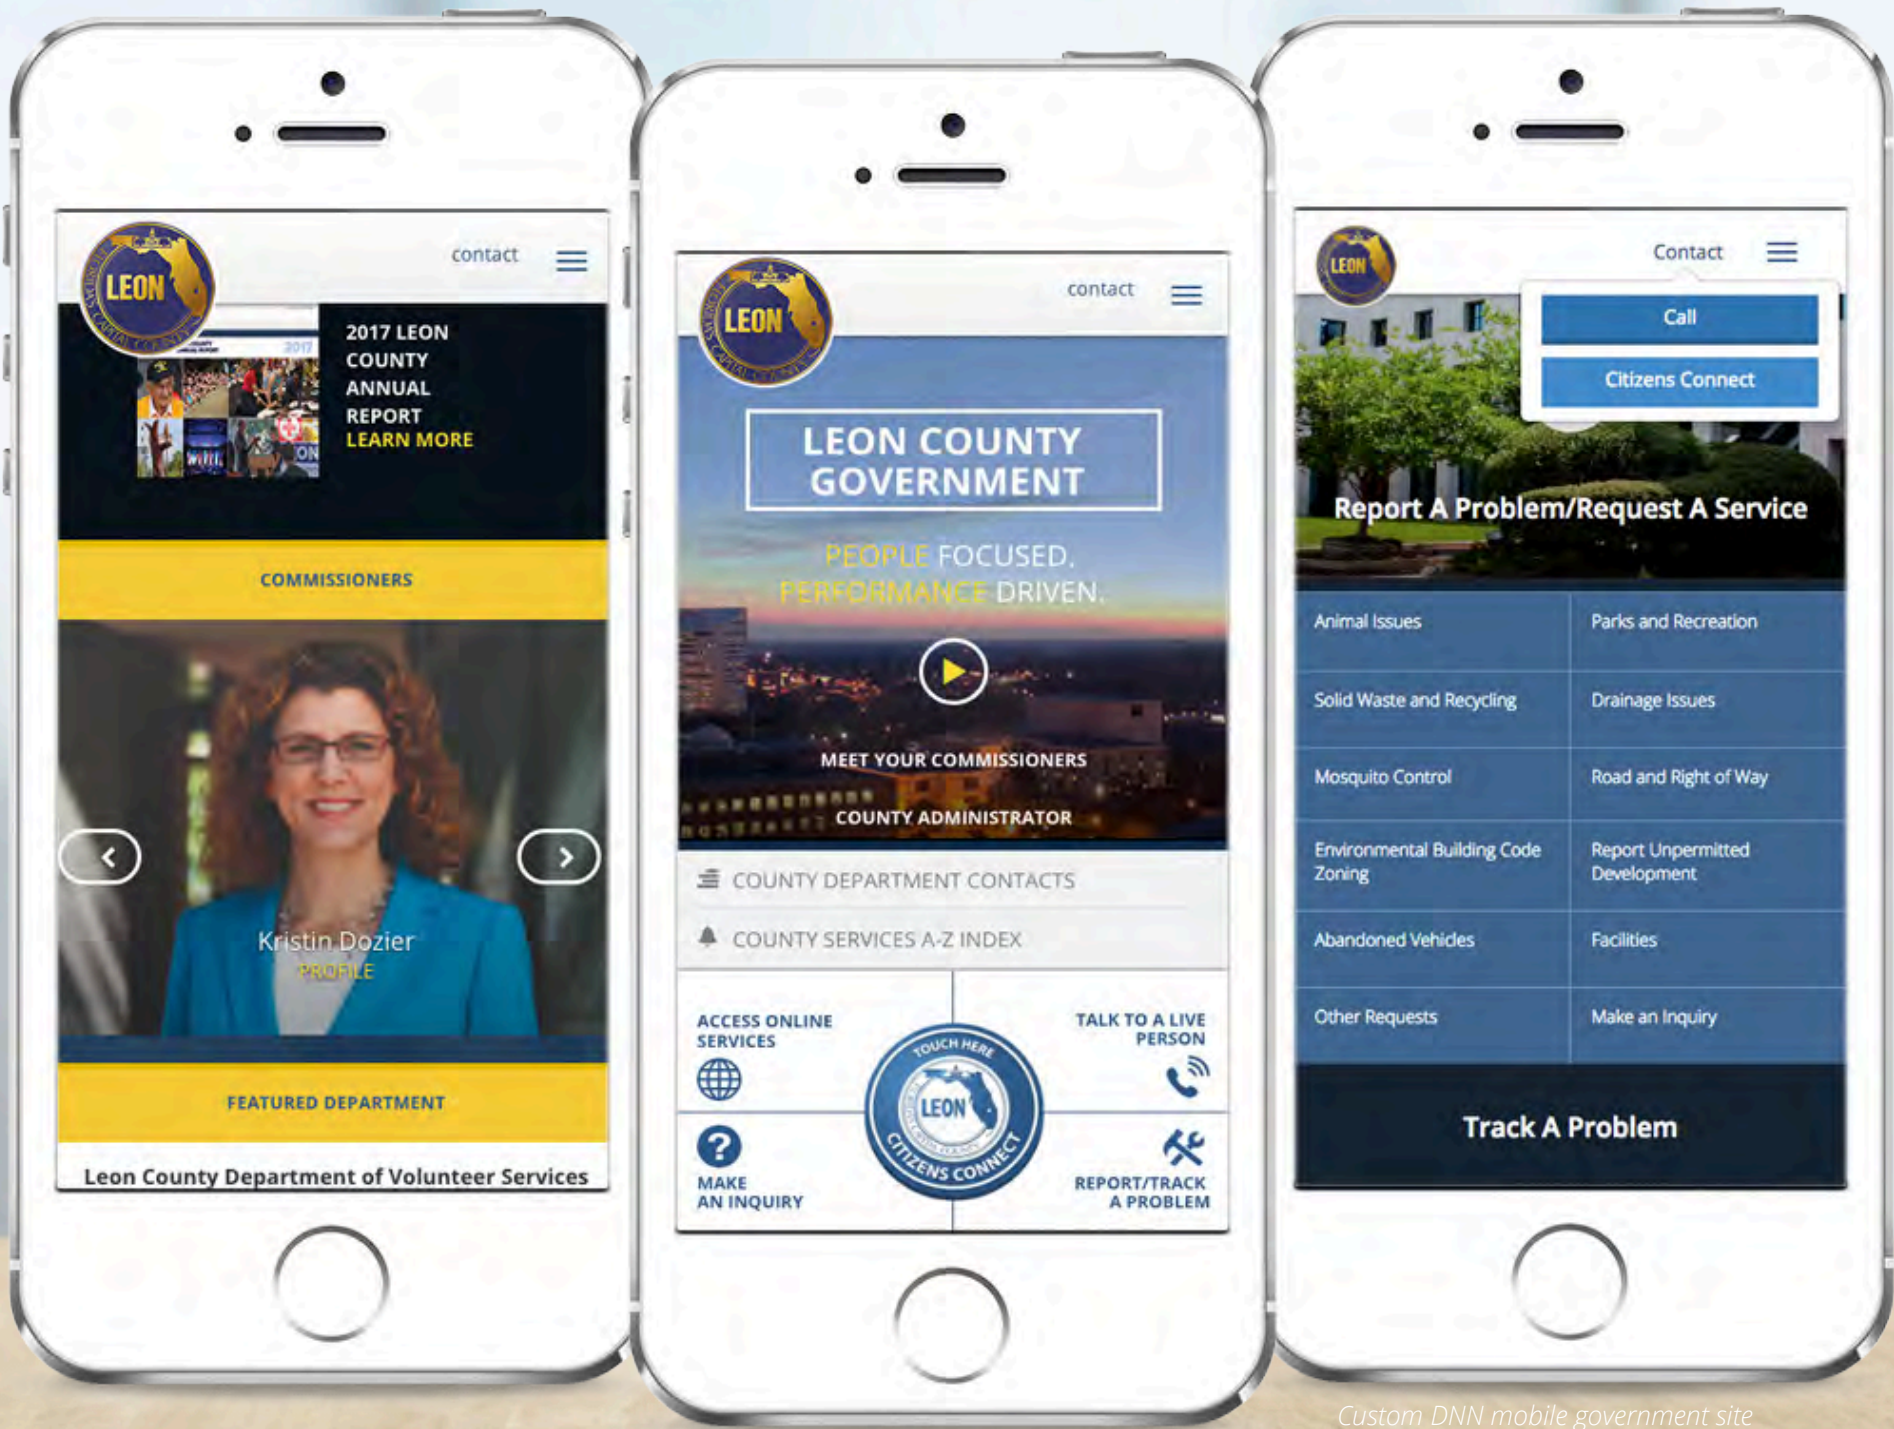 contact
LEON
2017
2017 LEON
COUNTY
ANNUAL
REPORT
LEARN MORE
COMMISSIONERS
Kristin Dozier
PROFILE
FEATURED DEPARTMENT
Leon County Department of Volunteer Services
contact
LEON
LEON COUNTY
GOVERNMENT
PEOPLE FOCUSED.
PERFORMANCE DRIVEN.
MEET YOUR COMMISSIONERS
COUNTY ADMINISTRATOR
COUNTY DEPARTMENT CONTACTS
COUNTY SERVICES A-Z INDEX
ACCESS ONLINE
SERVICES
TALK TO A LIVE
PERSON
TOUCH HERE
LEON
CITIZENS CONNECT
MAKE
AN INQUIRY
REPORT/TRACK
A PROBLEM
LEON
Contact
Call
Citizens Connect
Report A Problem/Request A Service
Animal Issues
Parks and Recreation
Solid Waste and Recycling
Drainage Issues
Mosquito Control
Road and Right of Way
Environmental Building Code
Zoning
Report Unpermitted
Development
Abandoned Vehicles
Facilities
Other Requests
Make an Inquiry
Track A Problem
Custom DNN mobile government site